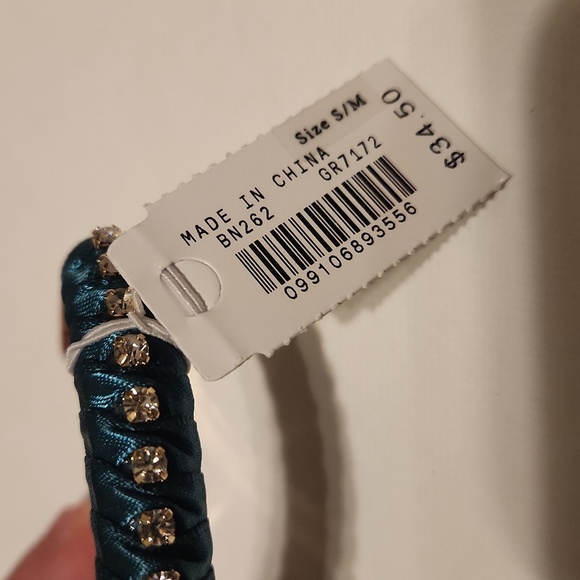 Size S/M
$34.50
MADE IN CHINA
BN262 GR7172
099106893556